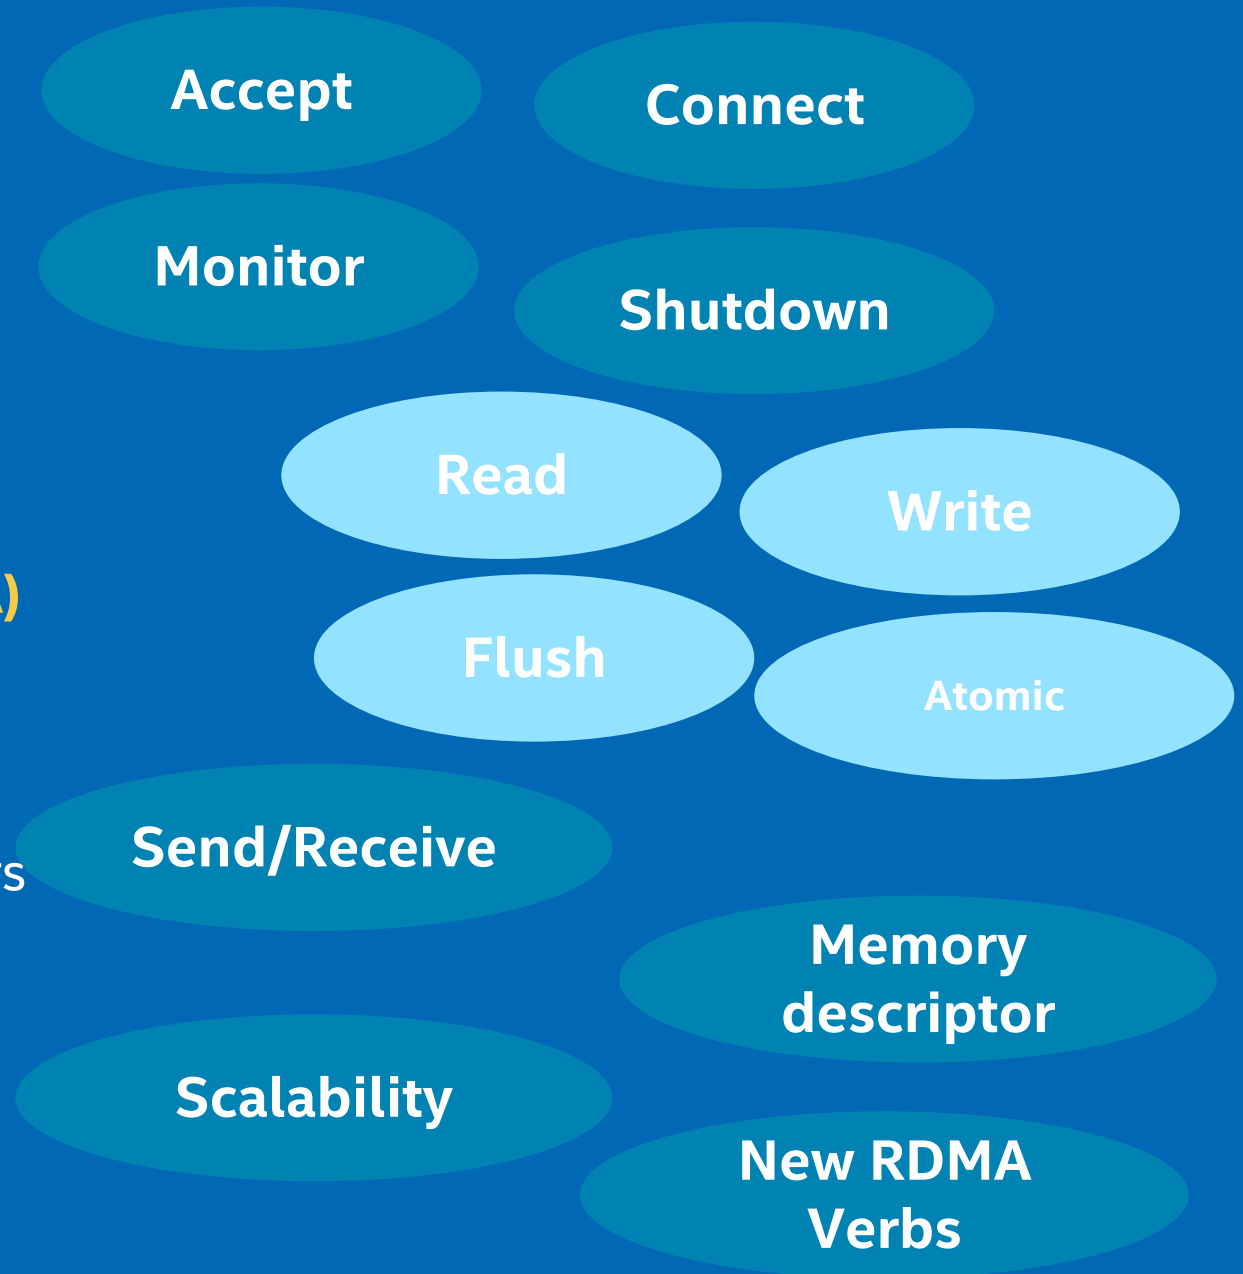 Accept
Connect
Monitor
Shutdown
Read
Write
)
Flush
Atomic
Send/Receive
s
Memory
descriptor
Scalability
New RDMA
Verbs